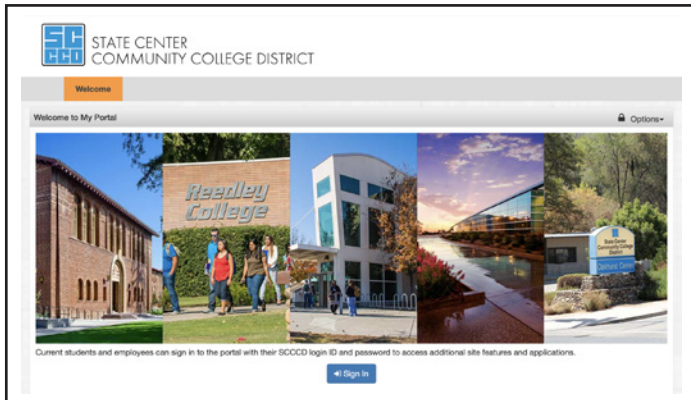 SC
CCD
STATE CENTER
COMMUNITY COLLEGE DISTRICT
Welcome
Welcome to My Portal
Options
Reedley
College
State Center
Community College
District
Oakhurst Center
Current students and employees can sign in to the portal with their SCCCD login ID and password to access additional site features and applications.
Sign In